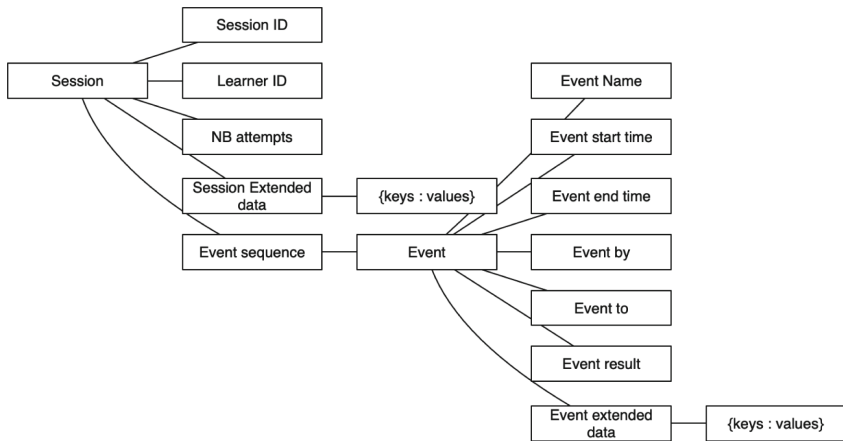 Session ID
Session
Learner ID
Event Name
NB attempts
Event start time
Session Extended
data
{keys : values}
Event end time
Event sequence
Event
Event by
Event to
Event result
Event extended
data
{keys : values}